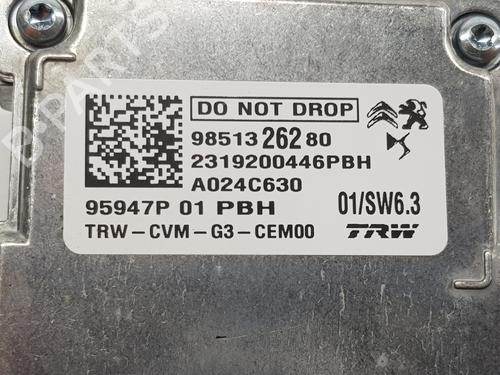 DO NOT DROP
98513 262 80
2319200446PBH
A024C630
95947P 01 PBH 01/SW6.3
TRW-CVM-G3-CEM00 TRW
B-PARTS